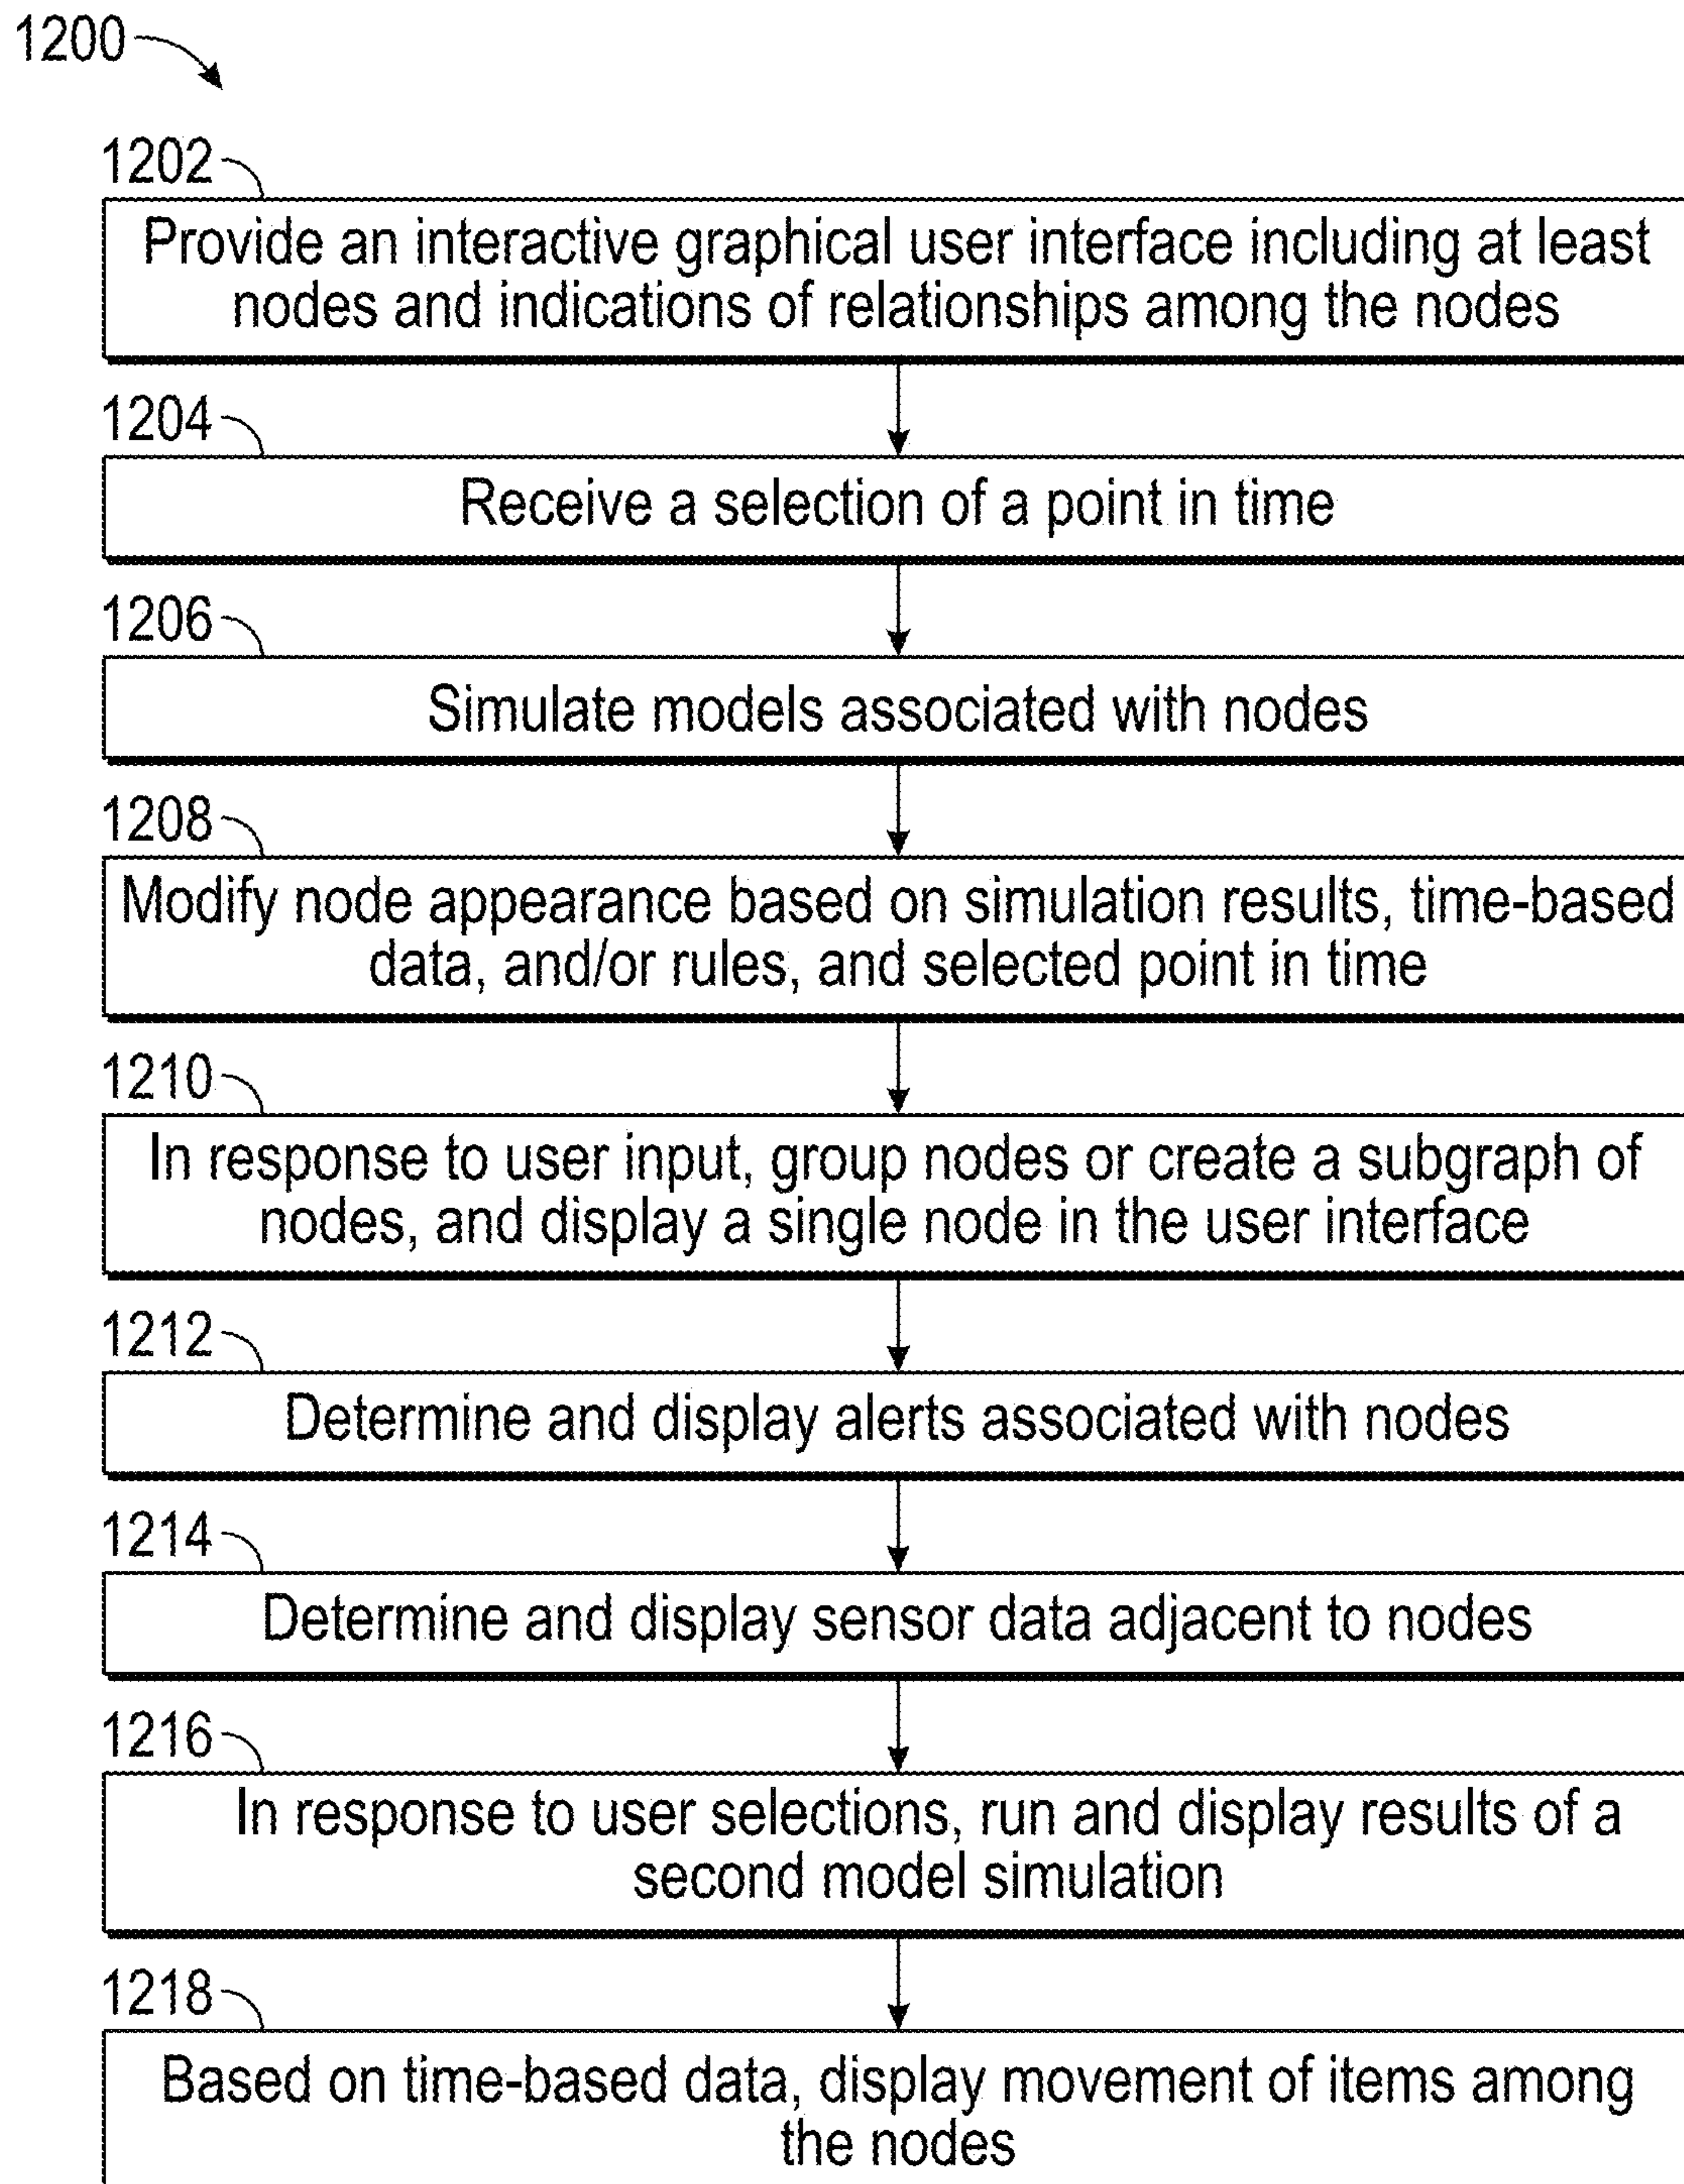 1200
1202
Provide an interactive graphical user interface including at least
nodes and indications of relationships among the nodes
1204
Receive a selection of a point in time
1206
Simulate models associated with nodes
1208
Modify node appearance based on simulation results, time-based
data, and/or rules, and selected point in time
1210
In response to user input, group nodes or create a subgraph of
nodes, and display a single node in the user interface
1212
Determine and display alerts associated with nodes
1214
Determine and display sensor data adjacent to nodes
1216
In response to user selections, run and display results of a
second model simulation
1218
Based on time-based data, display movement of items among
the nodes